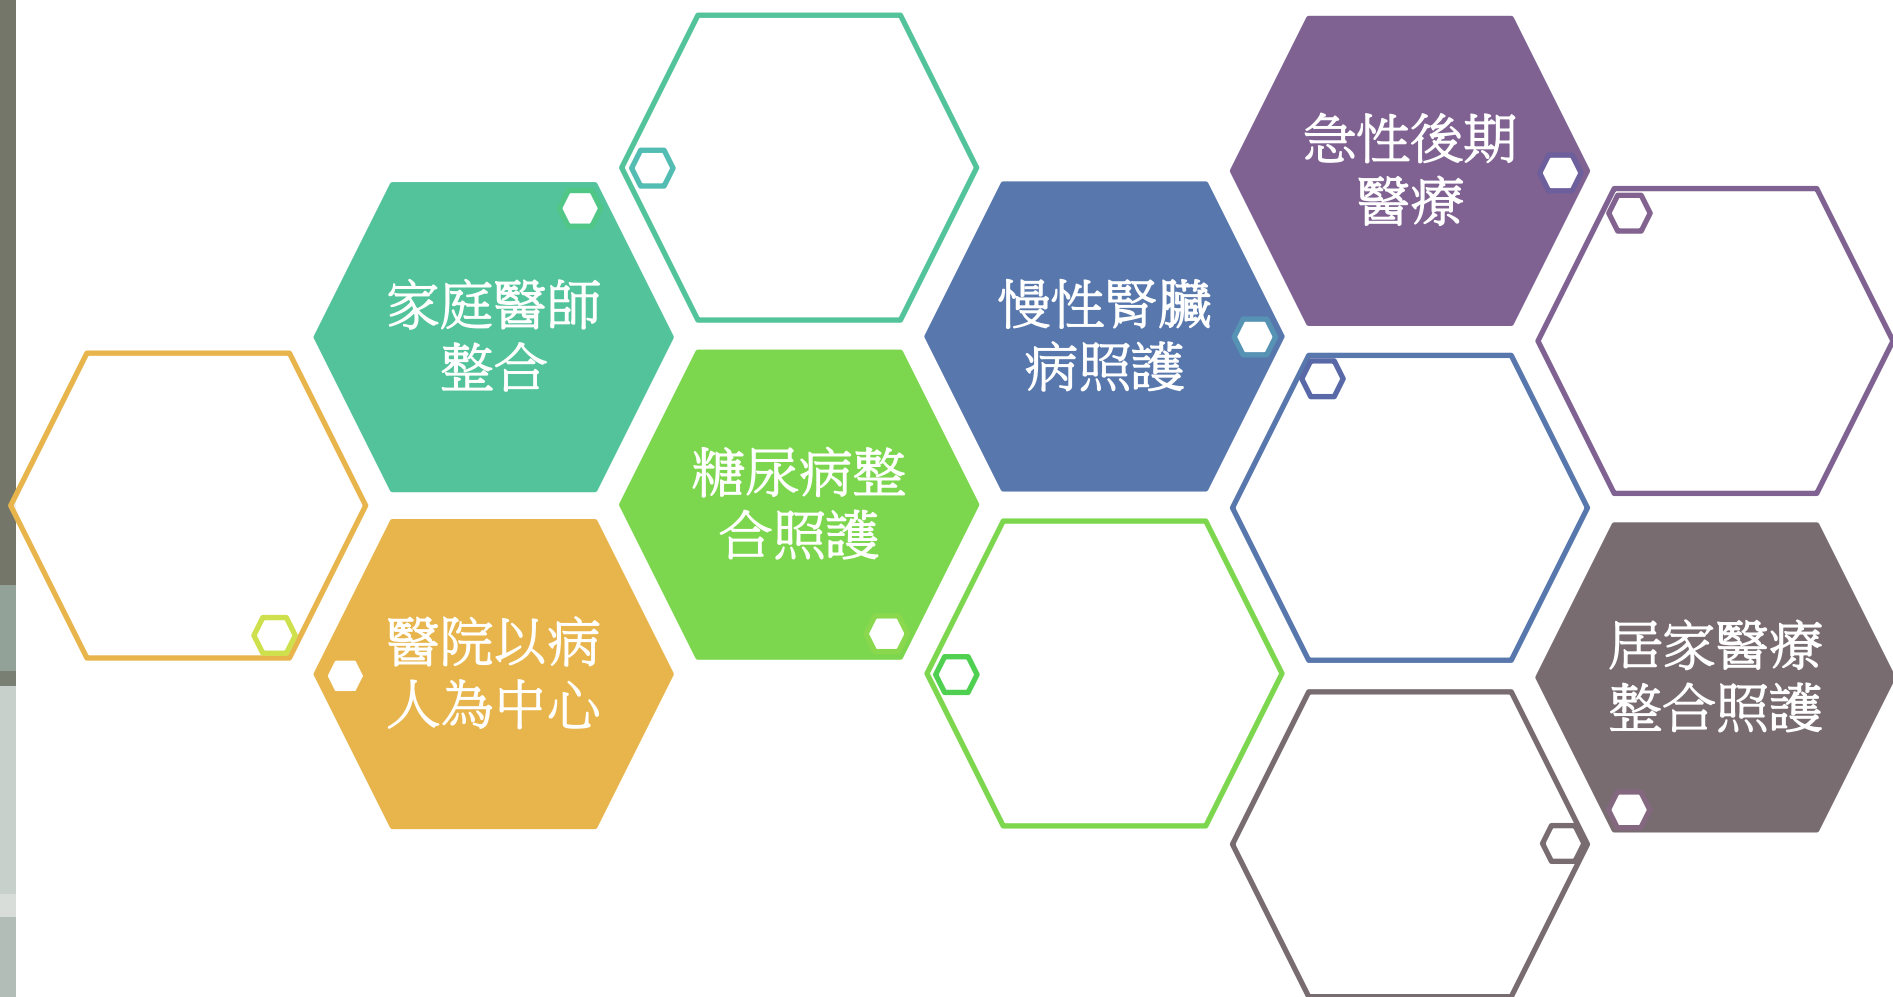 急性後期
醫療
家庭醫師
整合
慢性腎臟
病照護
糖尿病整
合照護
醫院以病
人為中心
居家醫療
整合照護